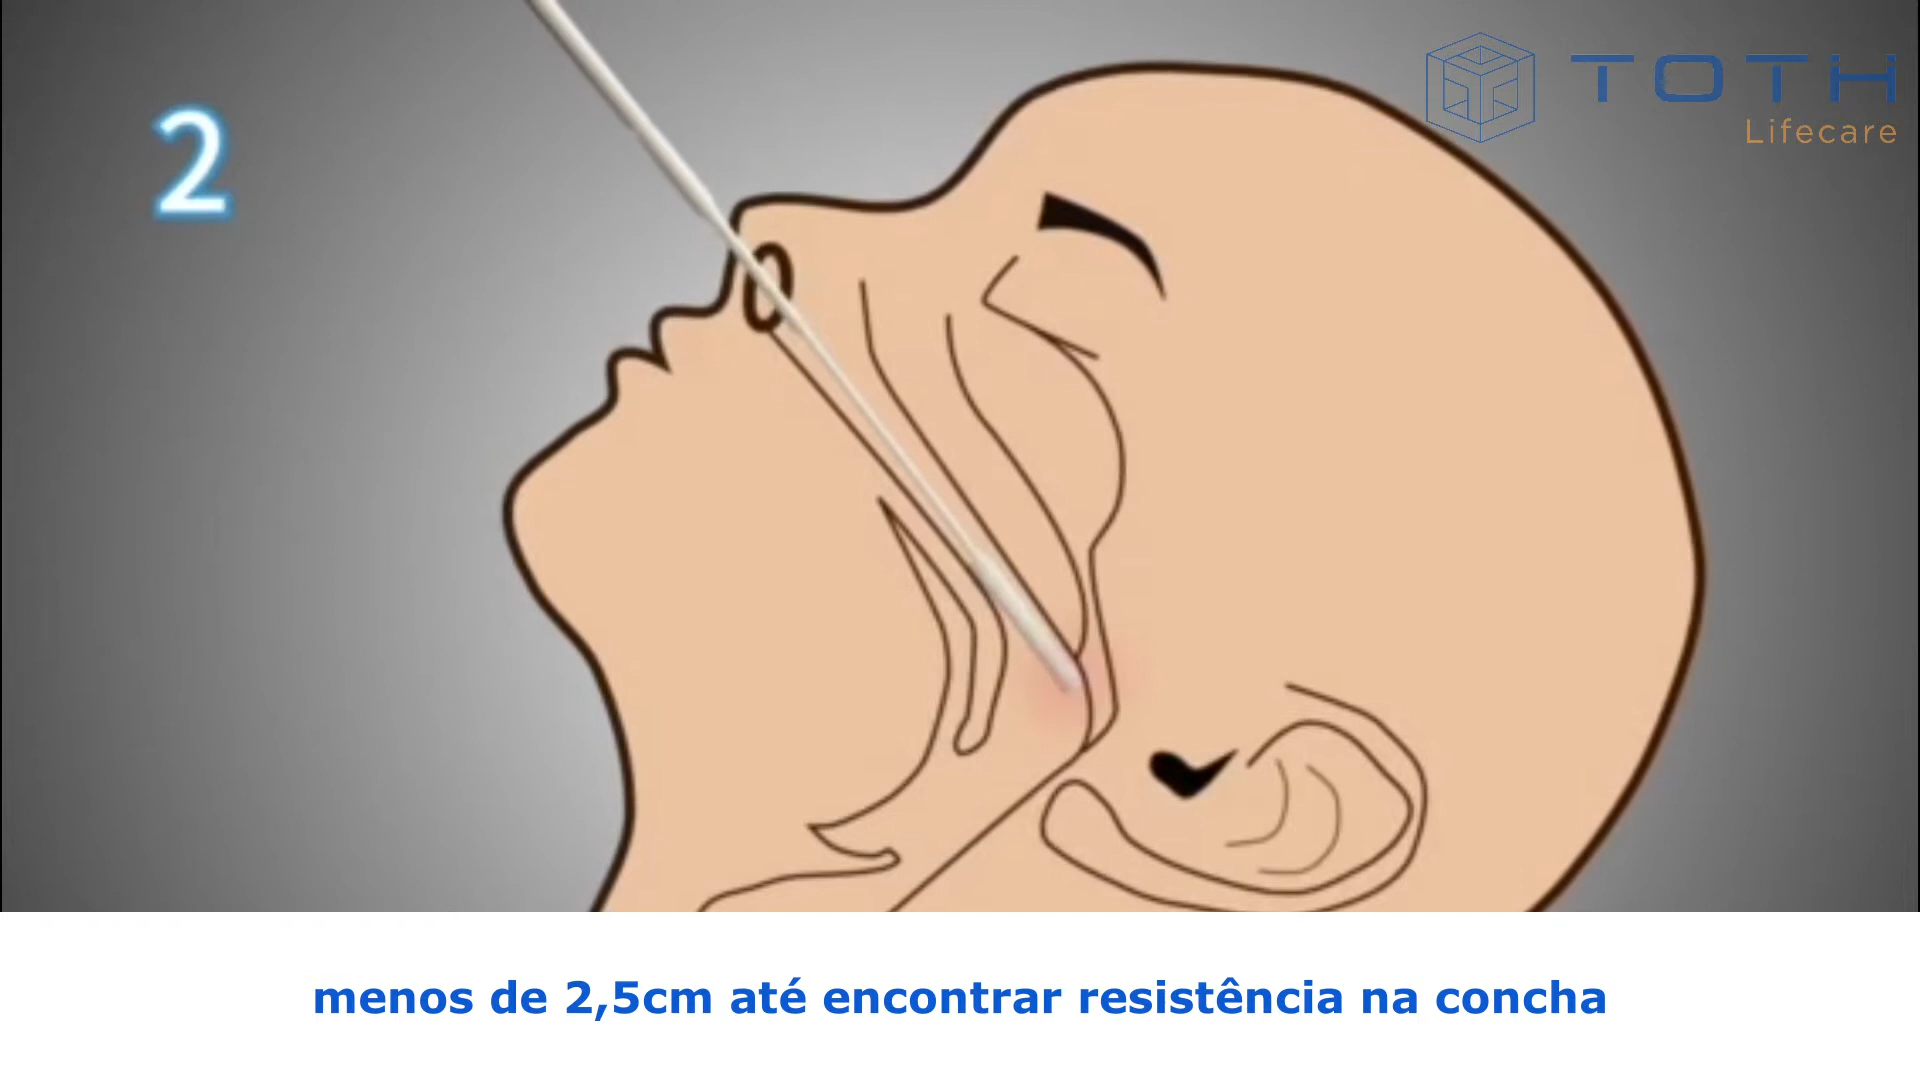 2
TOTH
Lifecare
menos de 2,5cm até encontrar resistência na concha